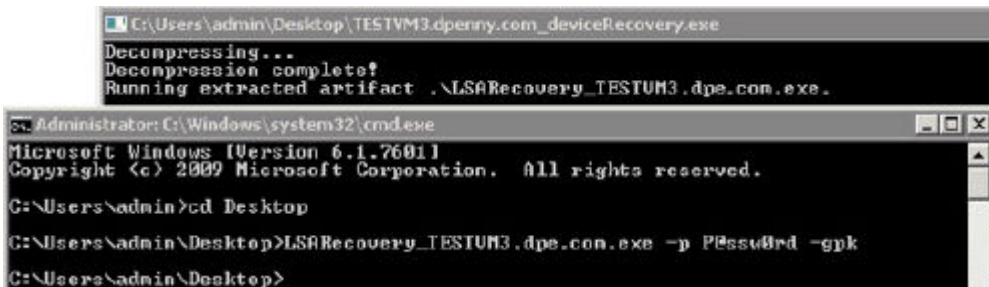 C:\Users\admin\Desktop\TESTVM3.dpenny.com_deviceRecovery.exe
Decompressing...
Decompression complete!
Running extracted artifact .\LSARecovery_TESTVM3.dpe.com.exe.
Administrator: C:\Windows\system32\cmd.exe
Microsoft Windows [Version 6.1.7601]
Copyright (c) 2009 Microsoft Corporation.  All rights reserved.
C:\Users\admin>cd Desktop
C:\Users\admin\Desktop>LSARecovery_TESTVM3.dpe.com.exe -p P@ssw0rd -gpk
C:\Users\admin\Desktop>